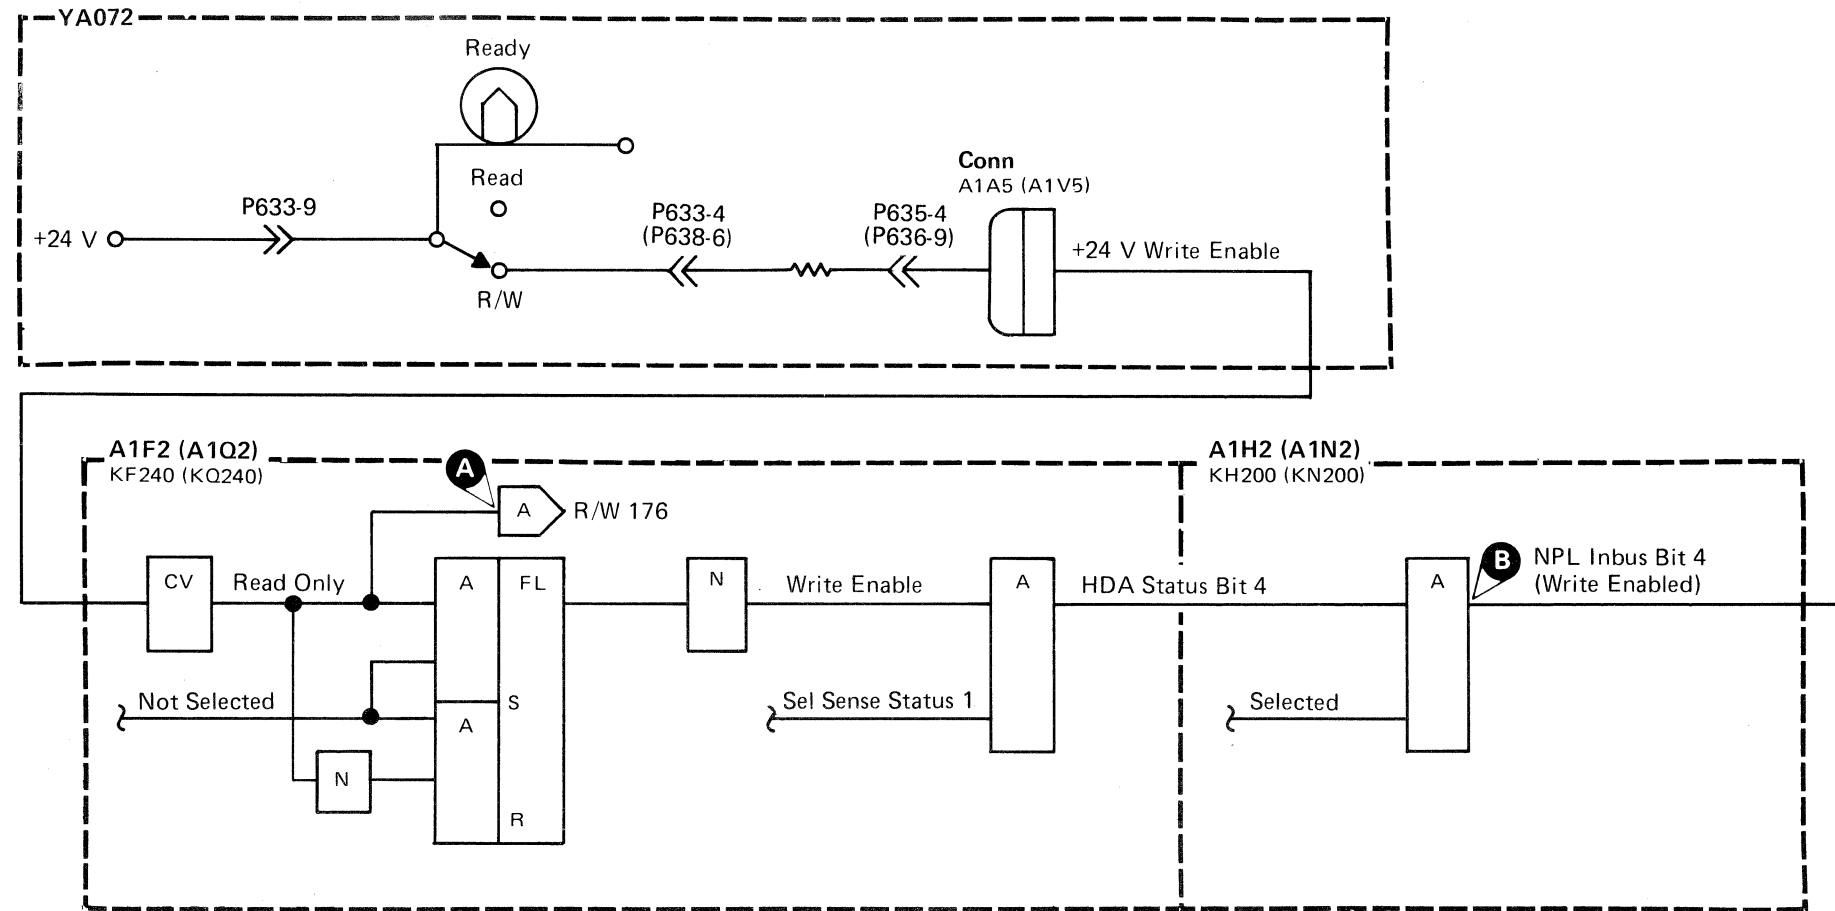 YA072
Ready
Read
Conn
A1A5 (A1V5)
P633-9
P633-4
(P638-6)
P635-4
(P636-9)
+24 V
+24 V Write Enable
R/W
A1F2 (A1Q2)
KF240 (KQ240)
A1H2 (A1N2)
KH200 (KN200)
A
A
R/W 176
B
NPL Inbus Bit 4
(Write Enabled)
CV
Read Only
A
FL
N
Write Enable
A
HDA Status Bit 4
A
Not Selected
S
Sel Sense Status 1
Selected
A
N
R